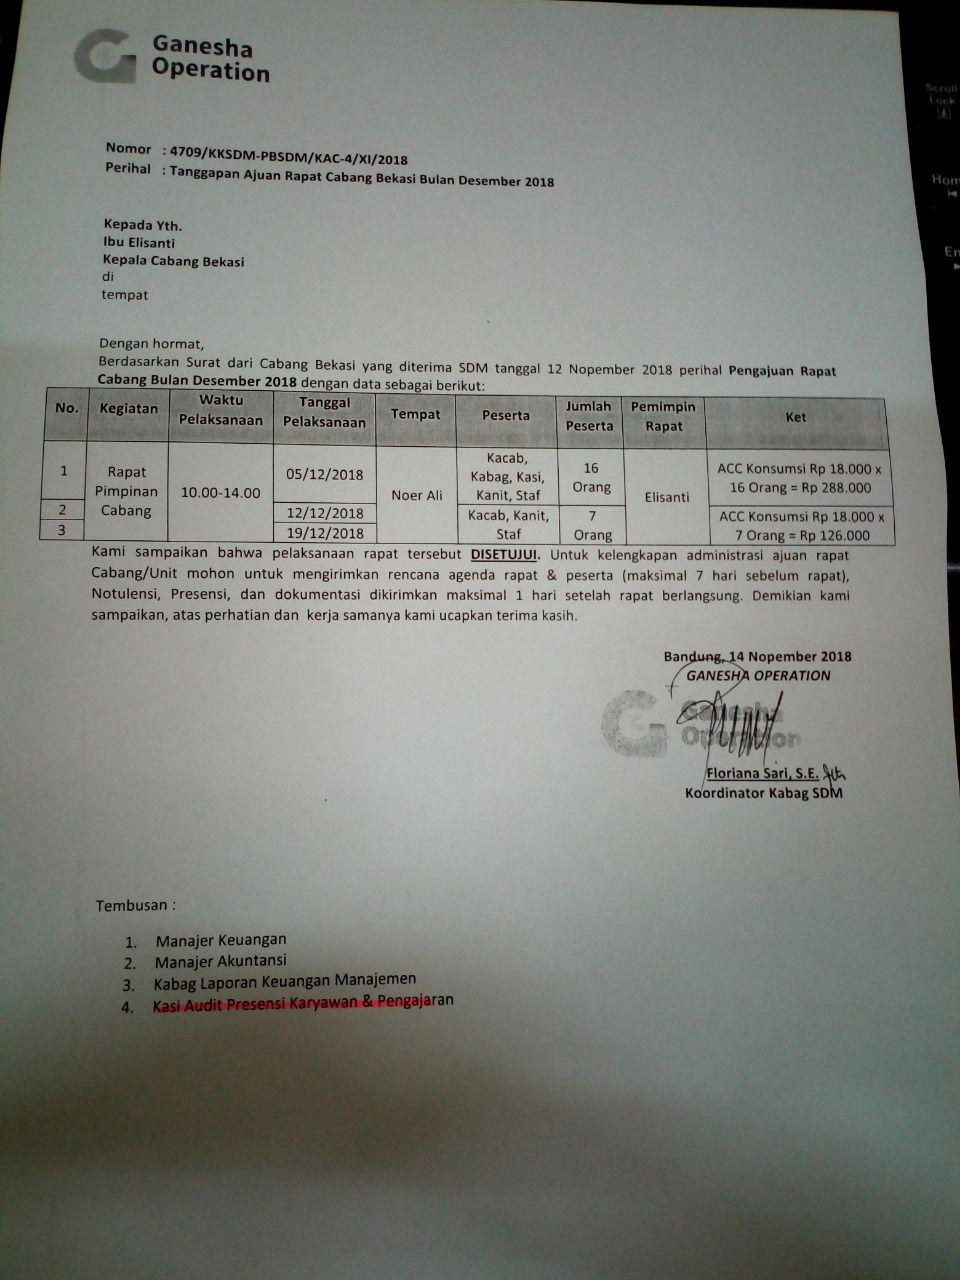 Ganesha
Operation
Nomor : 4709/KKSDM-PBSDM/KAC-4/XI/2018
Perihal : Tanggapan Ajuan Rapat Cabang Bekasi Bulan Desember 2018
Kepada Yth.
Ibu Elisanti
Kepala Cabang Bekasi
di
tempat
Dengan hormat,
Berdasarkan Surat dari Cabang Bekasi yang diterima SDM tanggal 12 Nopember 2018 perihal Pengajuan Rapat
Cabang Bulan Desember 2018 dengan data sebagai berikut:
No. Kegiatan Waktu Pelaksanaan Tanggal Pelaksanaan Tempat Peserta Jumlah Peserta Pemimpin Rapat Ket
1 Rapat Pimpinan Cabang 10.00-14.00 05/12/2018 Noer Ali Kacab, Kabag, Kasi, Kanit, Staf 16 Orang Elisanti ACC Konsumsi Rp 18.000 x 16 Orang = Rp 288.000
2 12/12/2018 Kacab, Kanit, Staf 7 Orang ACC Konsumsi Rp 18.000 x 7 Orang = Rp 126.000
3 19/12/2018
Kami sampaikan bahwa pelaksanaan rapat tersebut DISETUJUI. Untuk kelengkapan administrasi ajuan rapat
Cabang/Unit mohon untuk mengirimkan rencana agenda rapat & peserta (maksimal 7 hari sebelum rapat),
Notulensi, Presensi, dan dokumentasi dikirimkan maksimal 1 hari setelah rapat berlangsung. Demikian kami
sampaikan, atas perhatian dan kerja samanya kami ucapkan terima kasih.
Bandung, 14 Nopember 2018
GANESHA OPERATION
Ganesha
Operation
Floriana Sari, S.E.
Koordinator Kabag SDM
Tembusan :
1. Manajer Keuangan
2. Manajer Akuntansi
3. Kabag Laporan Keuangan Manajemen
4. Kasi Audit Presensi Karyawan & Pengajaran
Scroll
Lock